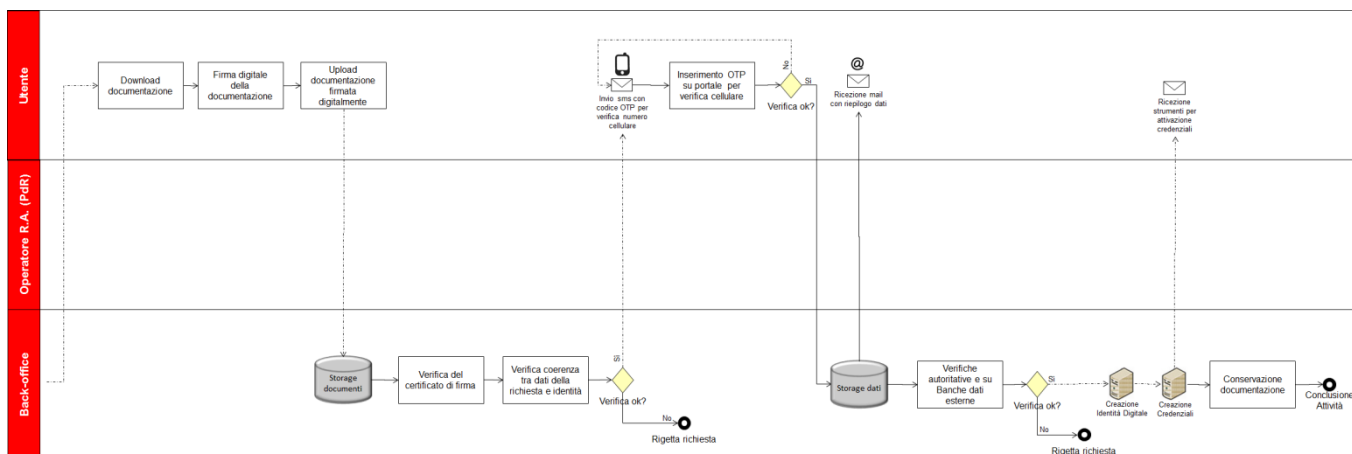 Utente
Download
documentazione
Firma digitale
della
documentazione
Upload
documentazione
firmata
digitalmente
Invio sms con
codice OTP per
verifica numero
cellulare
Inserimento OTP
su portale per
verifica cellulare
No
Si
Verifica ok?
@
Ricezione mail
con riepilogo dati
Ricezione
strumenti per
attivazione
credenziali
Operatore R.A. (PdR)
Back-office
Storage
documenti
Verifica del
certificato di firma
Verifica coerenza
tra dati della
richiesta e identità
Si
Verifica ok?
No
Rigetta richiesta
Storage dati
Verifiche
autoritative e su
Banche dati
esterne
Si
Verifica ok?
No
Rigetta richiesta
Creazione
Identità Digitale
Creazione
Credenziali
Conservazione
documentazione
Conclusione
Attività